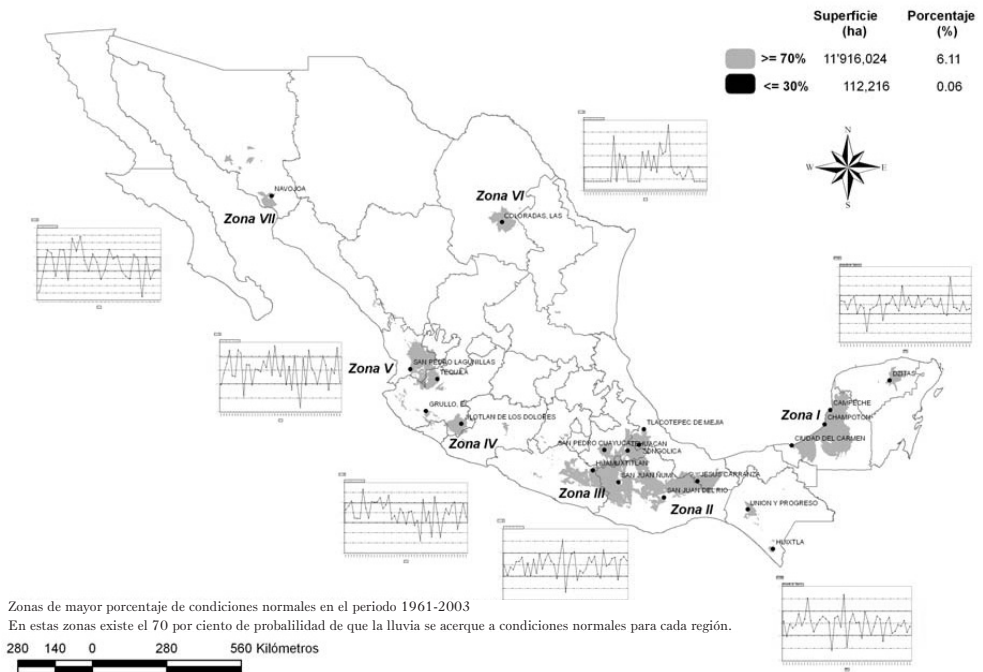 Superficie Porcentaje
(ha) (%)
>= 70% 11'916,024 6.11
<= 30% 112,216 0.06
N
W E
S
NAVOJOA
Zona VII
Zona VI
COLORADAS, LAS
Zona V
SAN PEDRO LAGUNILLAS
TEQUILA
GRULLO, EL
JILOTLAN DE LOS DOLORES
Zona IV
DZITAS
CAMPECHE
Zona I
CHAMPOTON
CIUDAD DEL CARMEN
TLACOTEPEC DE MEJIA
SAN PEDRO
ZONGOLICA
SAN JUAN ÑUMI
Zona III
JESUS CARRANZA
SAN JUAN DEL RIO
Zona II
UNION Y PROGRESO
HUIXTLA
Zonas de mayor porcentaje de condiciones normales en el periodo 1961-2003
En estas zonas existe el 70 por ciento de probalilidad de que la lluvia se acerque a condiciones normales para cada región.
280 140 0 280 560 Kilómetros